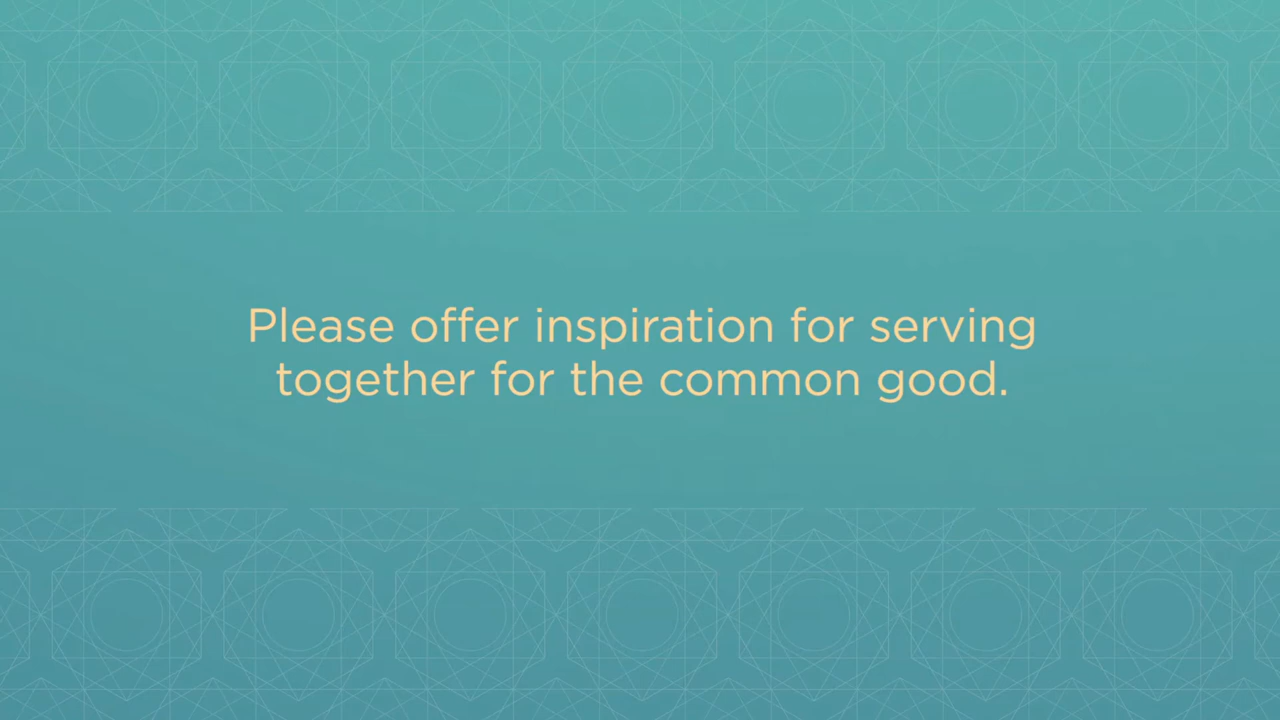 Please offer inspiration for serving
together for the common good.